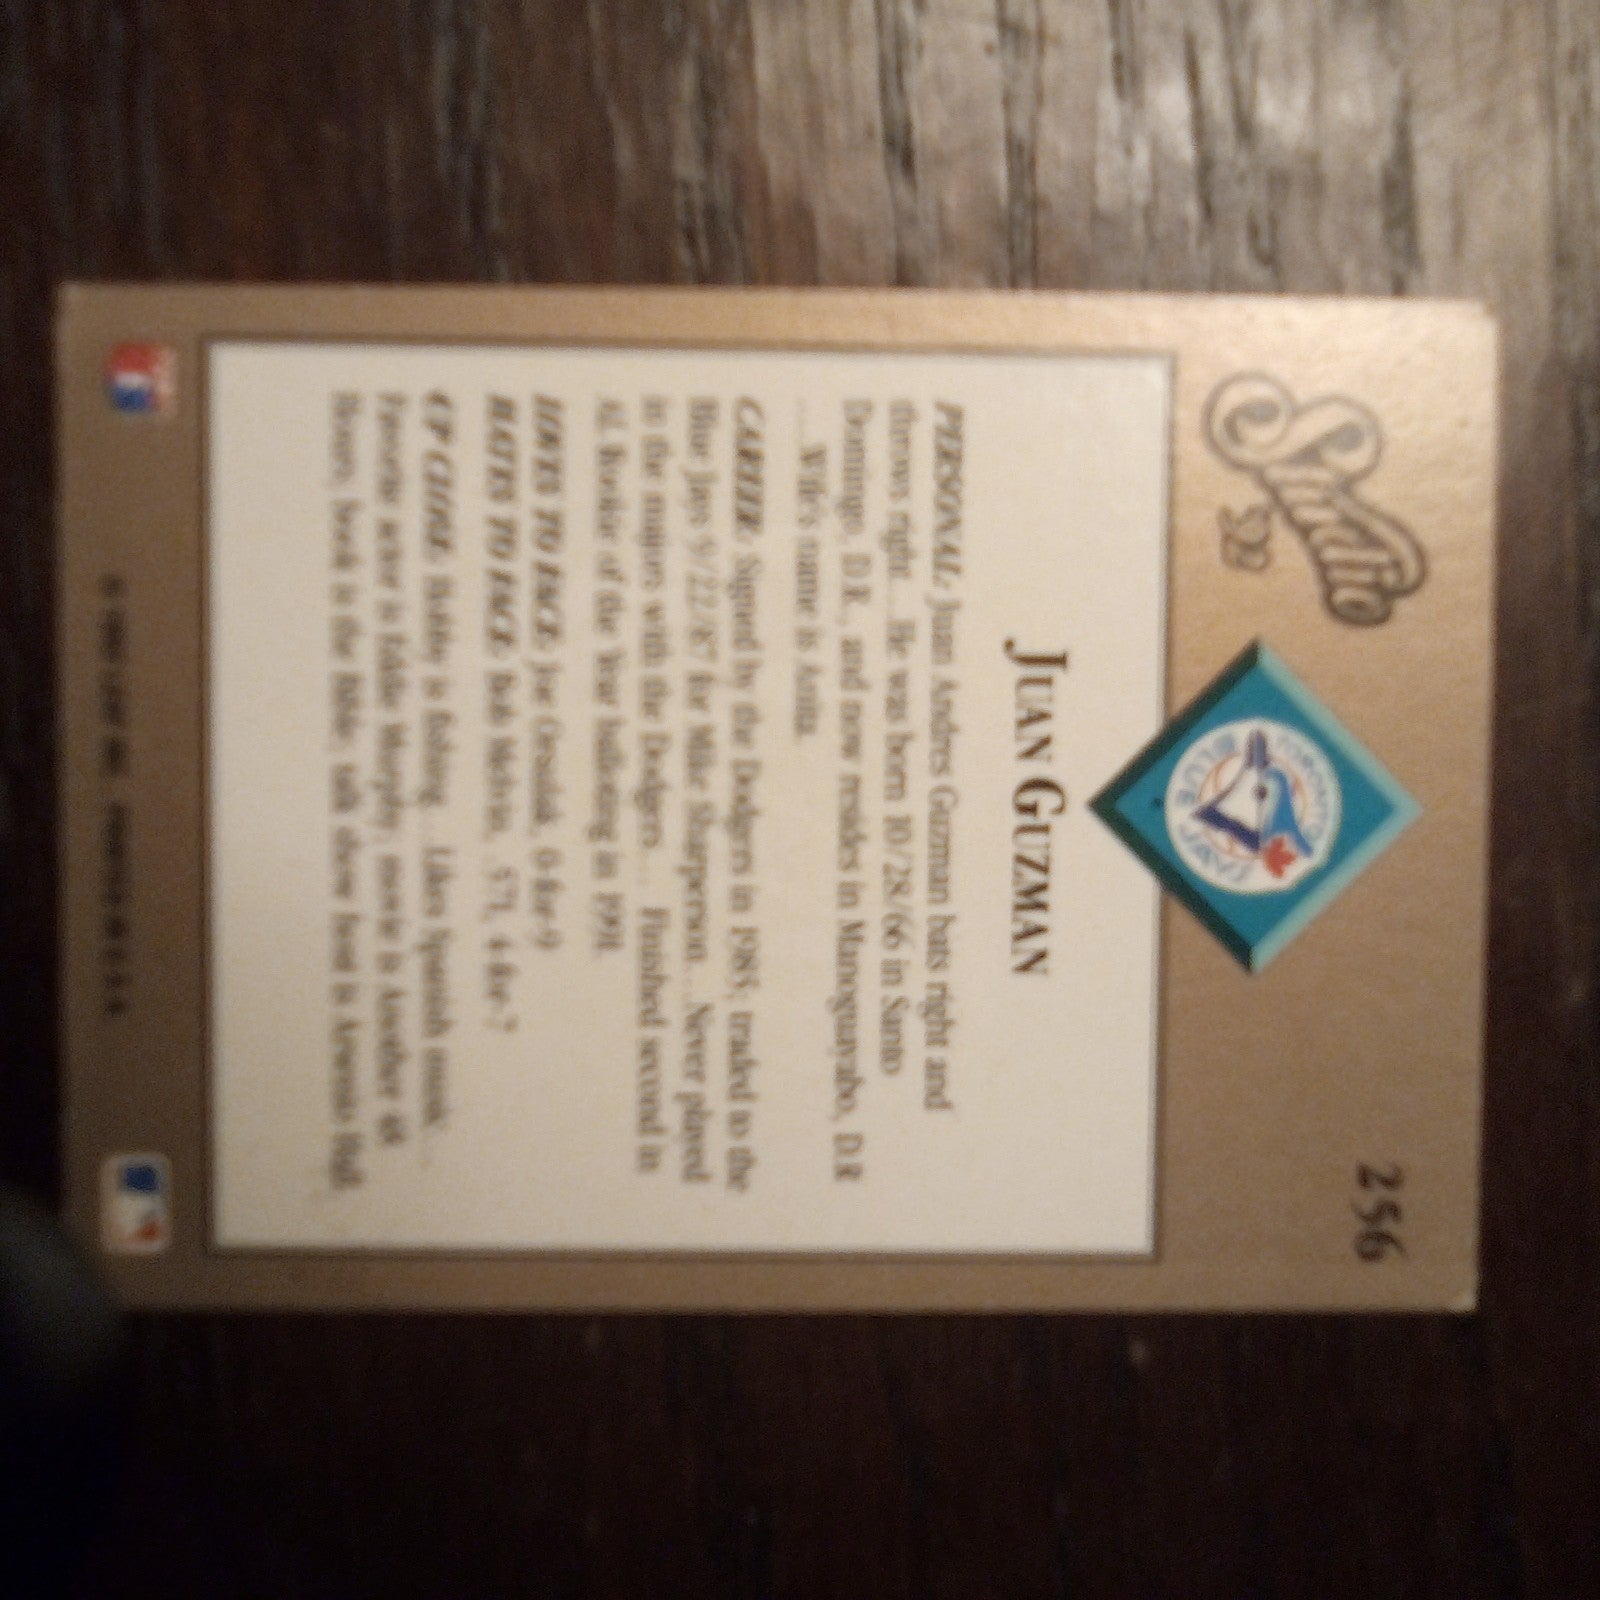 Studio
'92
256
TORONTO
BLUE JAYS
JUAN GUZMAN
PERSONAL: Juan Andres Guzman bats right and
throws right....He was born 10/28/66 in Santo
Domingo, D.R., and now resides in Manoguayabo, D.R.
....Wife's name is Anita.
CAREER: Signed by the Dodgers in 1985; traded to the
Blue Jays 9/22/87 for Mike Sharperson....Never played
in the majors with the Dodgers.... Finished second in
AL Rookie of the Year balloting in 1991.
LOVES TO FACE: Joe Orsulak, 0-for-9
HATES TO FACE: Bob Melvin, .571, 4-for-7
UP CLOSE: Hobby is fishing....Likes Spanish music....
Favorite actor is Eddie Murphy; movie is Another 48
Hours; book is the Bible; talk show host is Arsenio Hall.